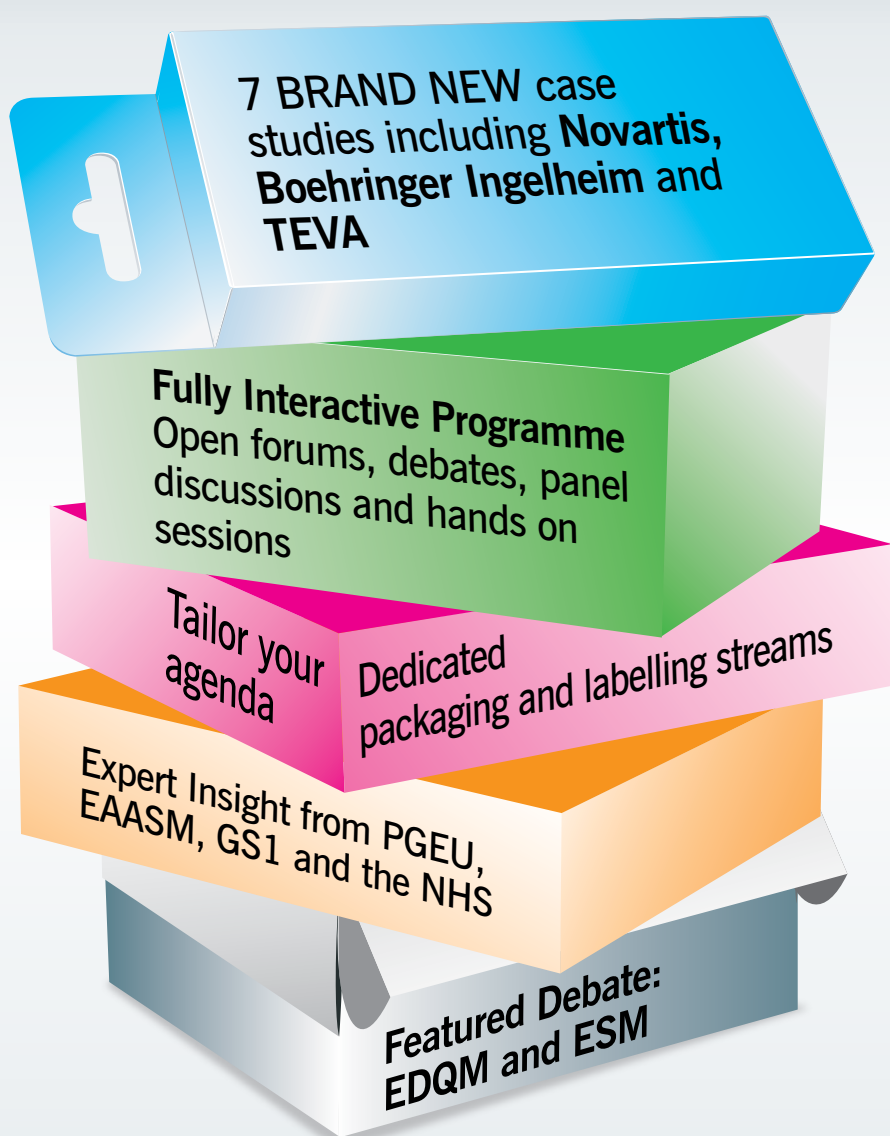 7 BRAND NEW case
studies including Novartis,
Boehringer Ingelheim and
TEVA
Fully Interactive Programme
Open forums, debates, panel
discussions and hands on
sessions
Tailor your
agenda
Dedicated
packaging and labelling streams
Expert Insight from PGEU,
EAASM, GS1 and the NHS
Featured Debate:
EDQM and ESM